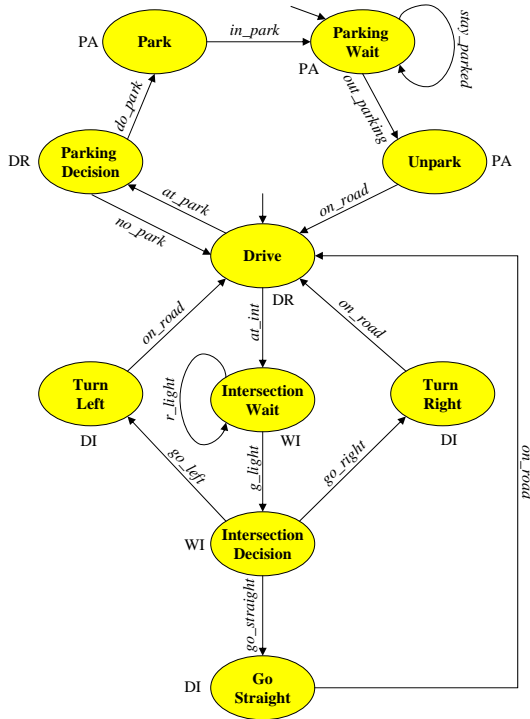 PA
Park
in_park
Parking
Wait
PA
stay_parked
do_park
out_parking
DR
Parking
Decision
Unpark
PA
at_park
no_park
on_road
Drive
DR
on_road
at_int
on_road
Turn
Left
DI
r_light
Intersection
Wait
WI
Turn
Right
DI
go_left
g_light
go_right
on_road
WI
Intersection
Decision
go_straight
DI
Go
Straight